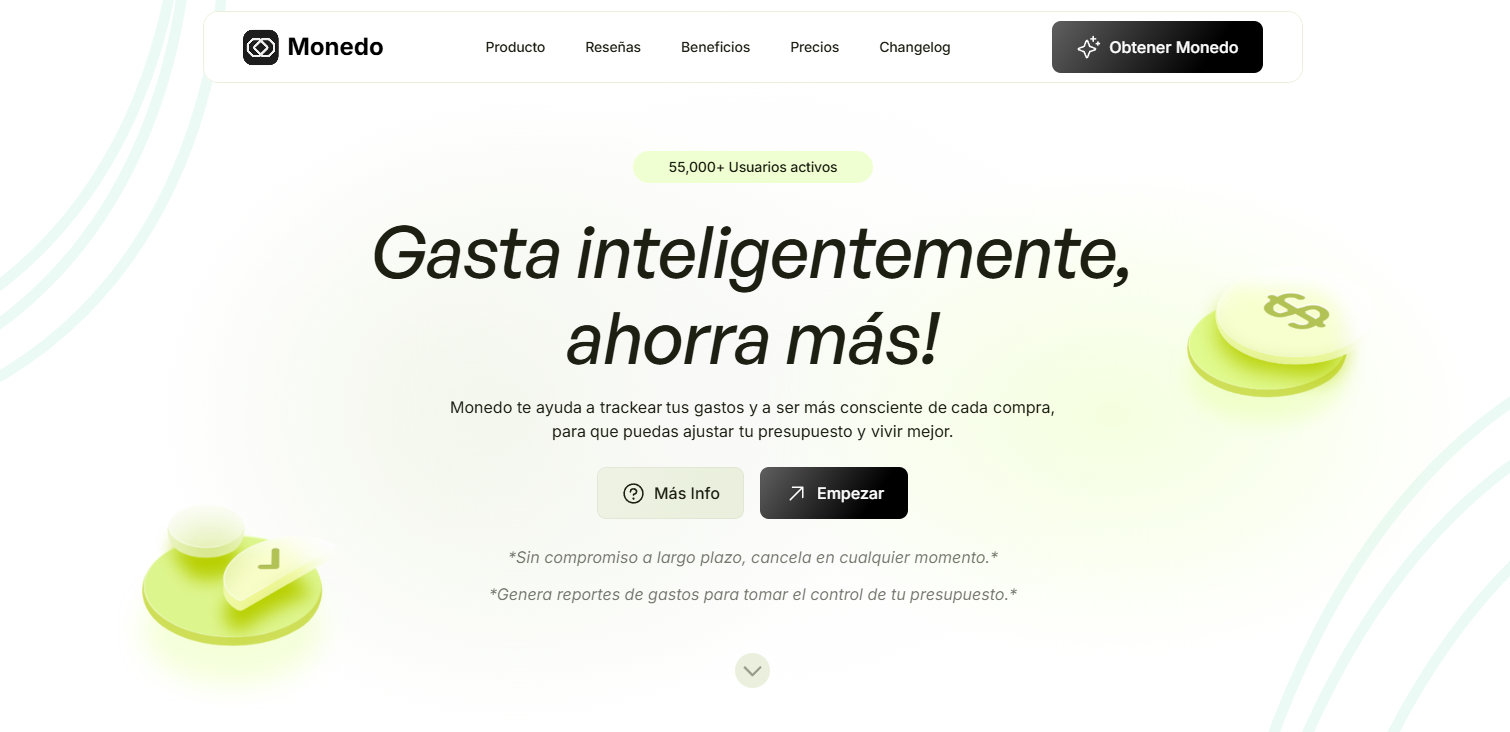 Monedo
Producto
Reseñas
Beneficios
Precios
Changelog
Obtener Monedo
55,000+ Usuarios activos
Gasta inteligentemente,
ahorra más!
Monedo te ayuda a trackear tus gastos y a ser más consciente de cada compra,
para que puedas ajustar tu presupuesto y vivir mejor.
Más Info
Empezar
*Sin compromiso a largo plazo, cancela en cualquier momento.*
*Genera reportes de gastos para tomar el control de tu presupuesto.*
$